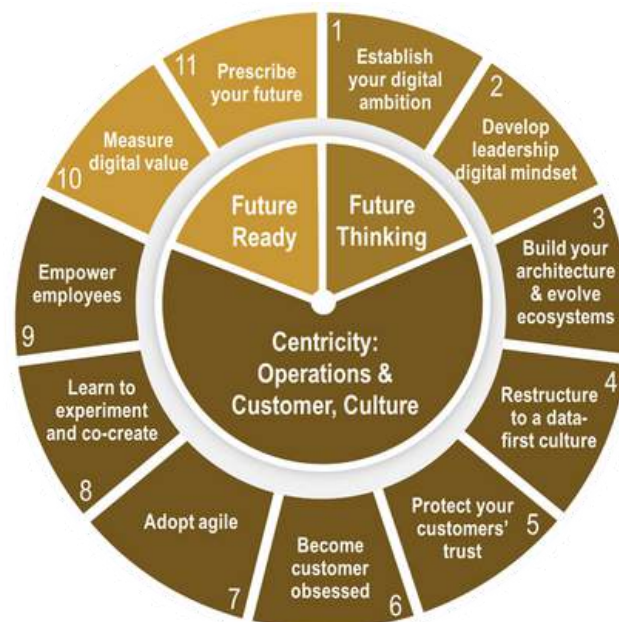 1
Establish
your digital
ambition
2
Develop
leadership
digital mindset
3
Build your
architecture
& evolve
ecosystems
4
Restructure
to a data-
first culture
5
Protect your
customers'
trust
6
Become
customer
obsessed
7
Adopt agile
8
Learn to
experiment
and co-create
9
Empower
employees
10
Measure
digital value
11
Prescribe
your future
Future
Ready
Future
Thinking
Centricity:
Operations &
Customer, Culture